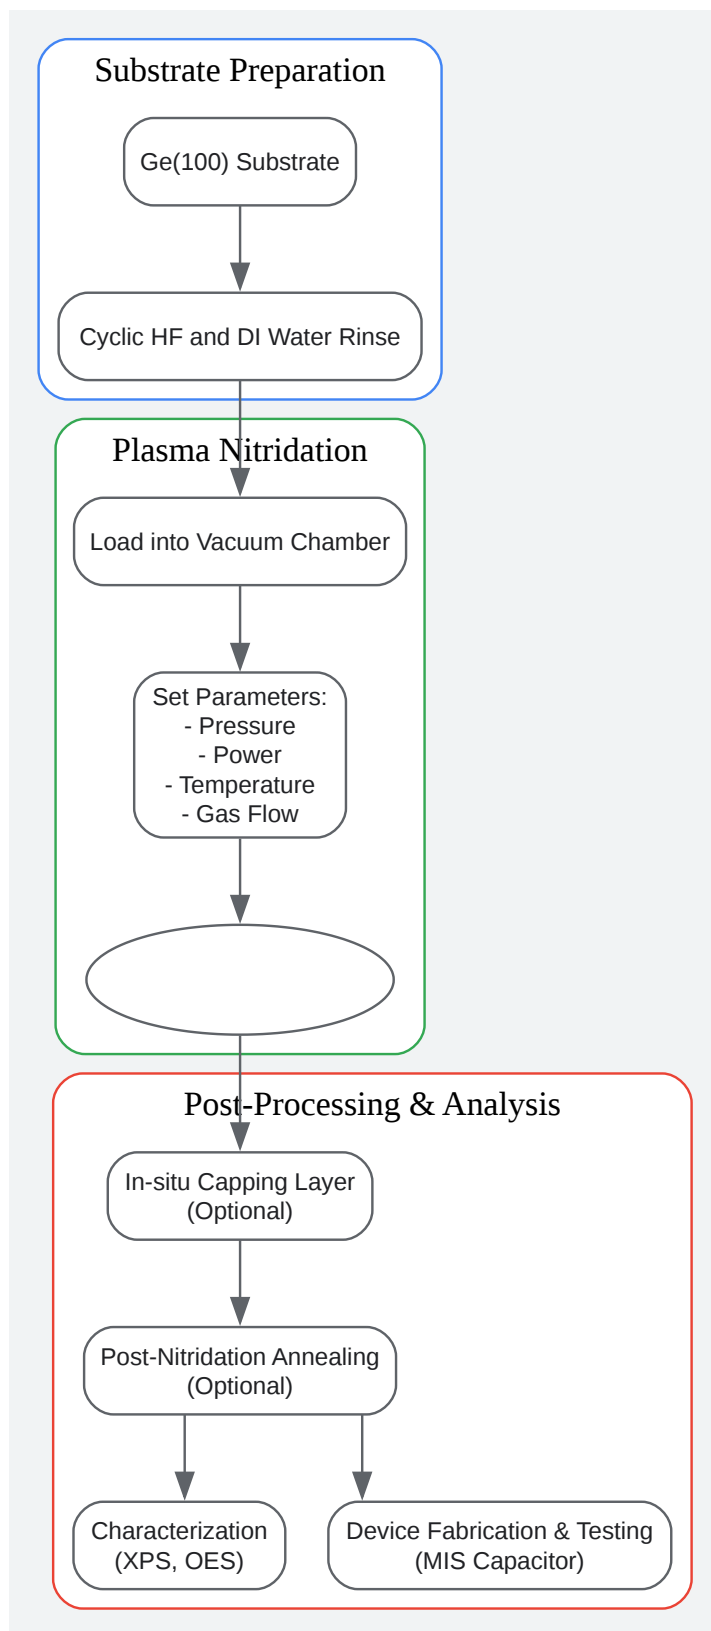 Substrate Preparation
Ge(100) Substrate
Cyclic HF and DI Water Rinse
Plasma Nitridation
Load into Vacuum Chamber
Set Parameters:
- Pressure
- Power
- Temperature
- Gas Flow
Post-Processing & Analysis
In-situ Capping Layer
(Optional)
Post-Nitridation Annealing
(Optional)
Characterization
(XPS, OES)
Device Fabrication & Testing
(MIS Capacitor)